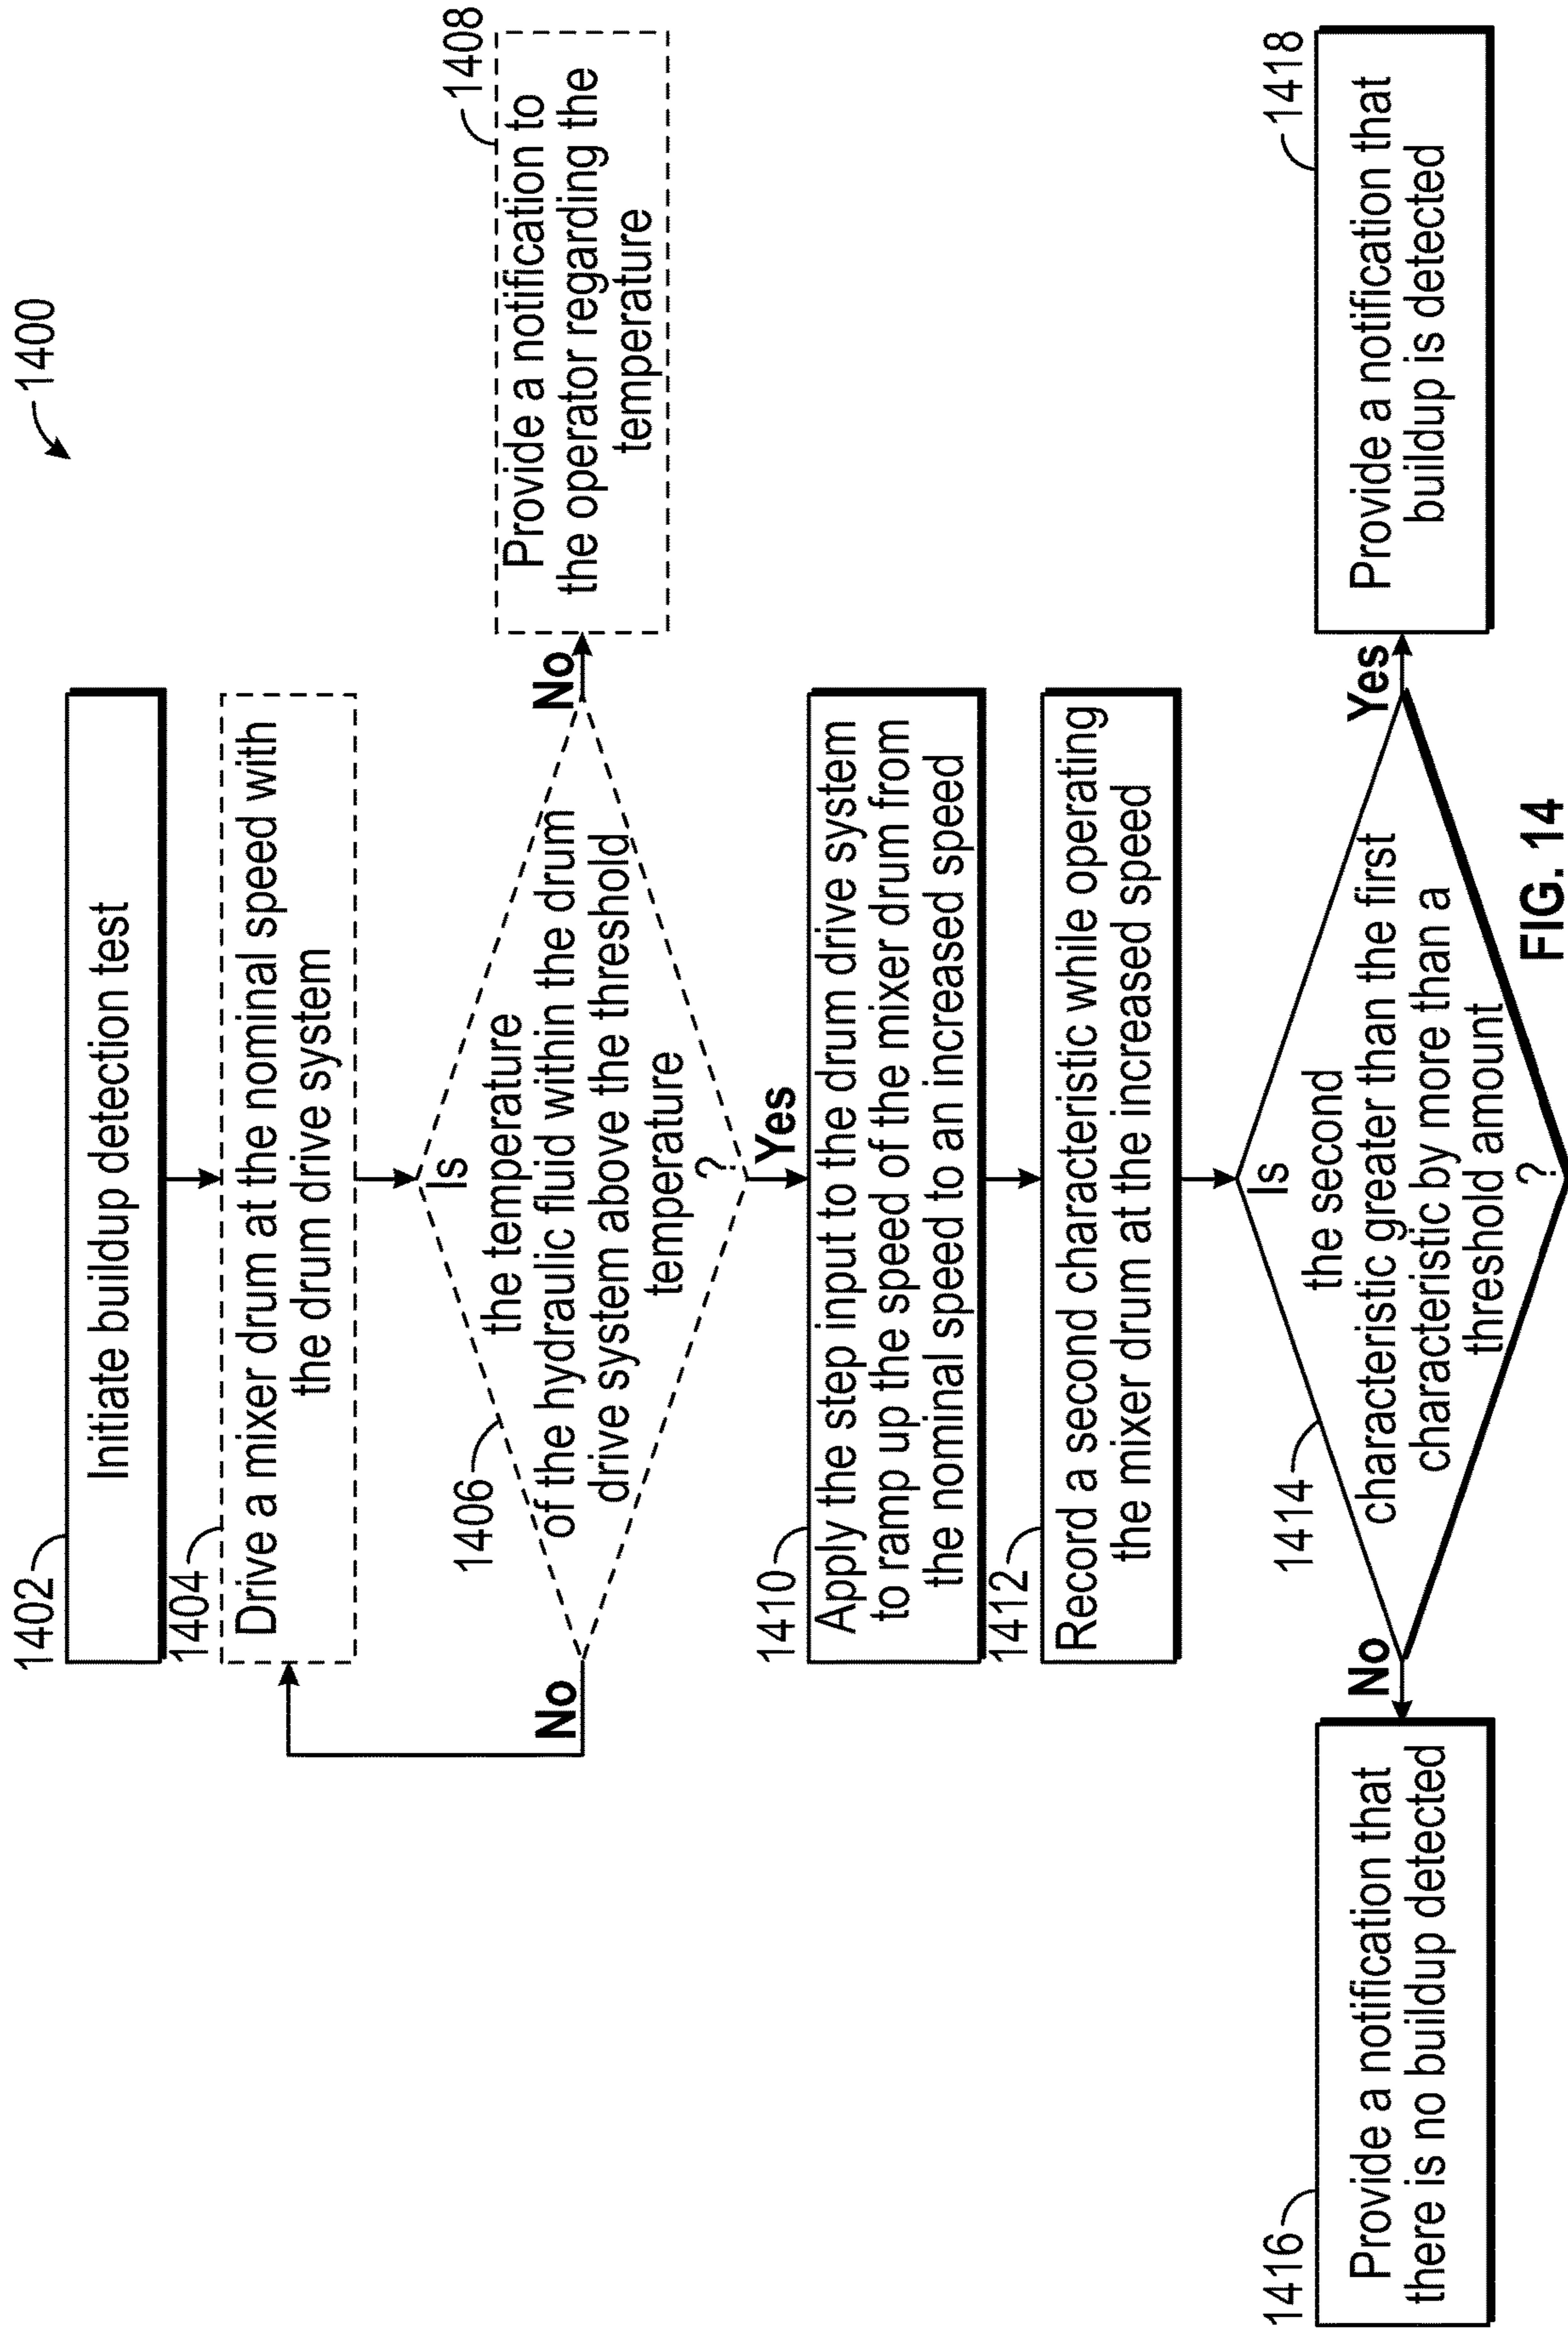 1400
1402
Initiate buildup detection test
1404
Drive a mixer drum at the nominal speed with
the drum drive system
1406
Is
the temperature
of the hydraulic fluid within the drum
drive system above the threshold
temperature
?
No
No
1408
Provide a notification to
the operator regarding the
temperature
Yes
1410
Apply the step input to the drum drive system
to ramp up the speed of the mixer drum from
the nominal speed to an increased speed
1412
Record a second characteristic while operating
the mixer drum at the increased speed
1414
Is
the second
characteristic greater than the first
characteristic by more than a
threshold amount
?
No
Yes
1416
Provide a notification that
there is no buildup detected
1418
Provide a notification that
buildup is detected
FIG. 14